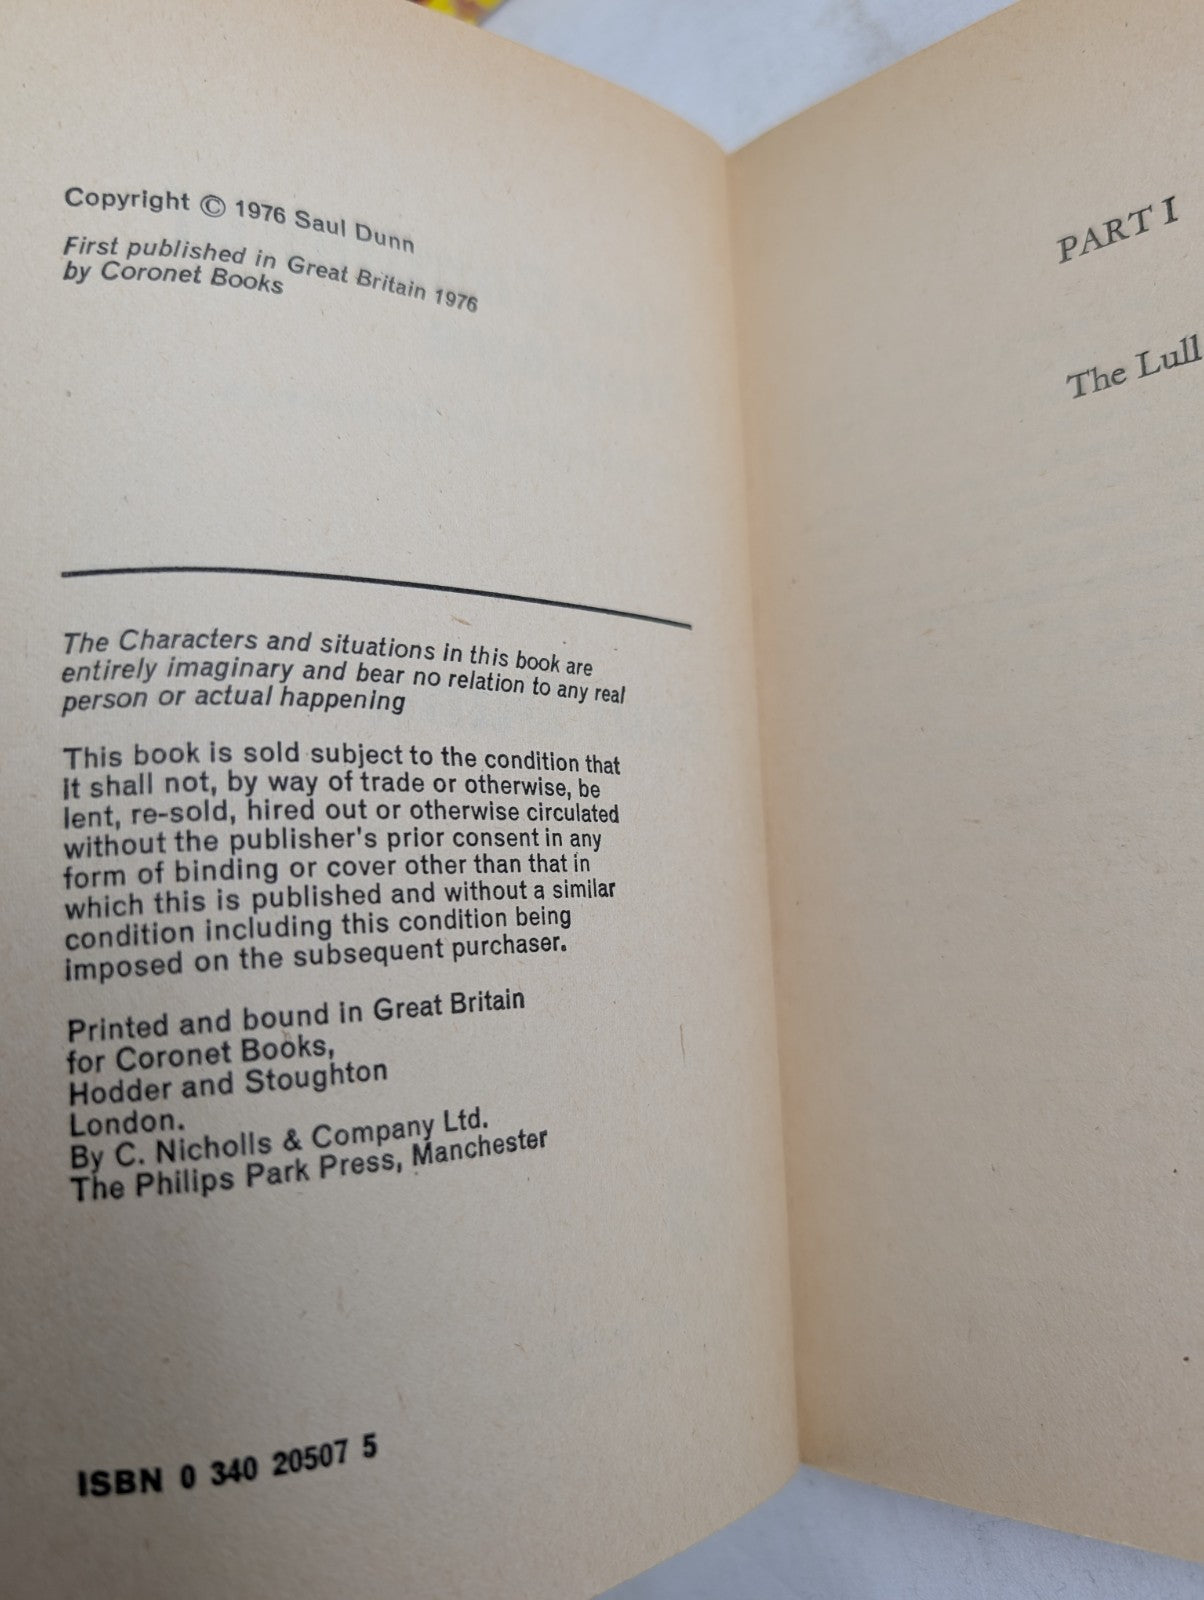 Copyright © 1976 Saul Dunn
First published in Great Britain 1976
by Coronet Books
The Characters and situations in this book are
entirely imaginary and bear no relation to any real
person or actual happening
This book is sold subject to the condition that
it shall not, by way of trade or otherwise, be
lent, re-sold, hired out or otherwise circulated
without the publisher's prior consent in any
form of binding or cover other than that in
which this is published and without a similar
condition including this condition being
imposed on the subsequent purchaser.
Printed and bound in Great Britain
for Coronet Books,
Hodder and Stoughton
London.
By C. Nicholls & Company Ltd.
The Philips Park Press, Manchester
ISBN 0 340 20507 5
PART I
The Lull